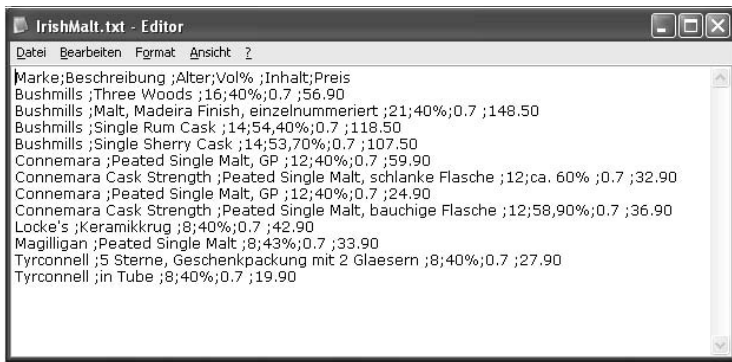 IrishMalt.txt - Editor
Datei Bearbeiten Format Ansicht ?
Marke;Beschreibung ;Alter;Vol% ;Inhalt;Preis
Bushmills ;Three Woods ;16;40%;0.7 ;56.90
Bushmills ;Malt, Madeira Finish, einzelnummeriert ;21;40%;0.7 ;148.50
Bushmills ;Single Rum Cask ;14;54,40%;0.7 ;118.50
Bushmills ;Single Sherry Cask ;14;53,70%;0.7 ;107.50
Connemara ;Peated Single Malt, GP ;12;40%;0.7 ;59.90
Connemara Cask Strength ;Peated Single Malt, schlanke Flasche ;12;ca. 60% ;0.7 ;32.90
Connemara ;Peated Single Malt, GP ;12;40%;0.7 ;24.90
Connemara Cask Strength ;Peated Single Malt, bauchige Flasche ;12;58,90%;0.7 ;36.90
Locke's ;Keramikkrug ;8;40%;0.7 ;42.90
Magilligan ;Peated Single Malt ;8;43%;0.7 ;33.90
Tyrconnell ;5 Sterne, Geschenkpackung mit 2 Glaesern ;8;40%;0.7 ;27.90
Tyrconnell ;in Tube ;8;40%;0.7 ;19.90